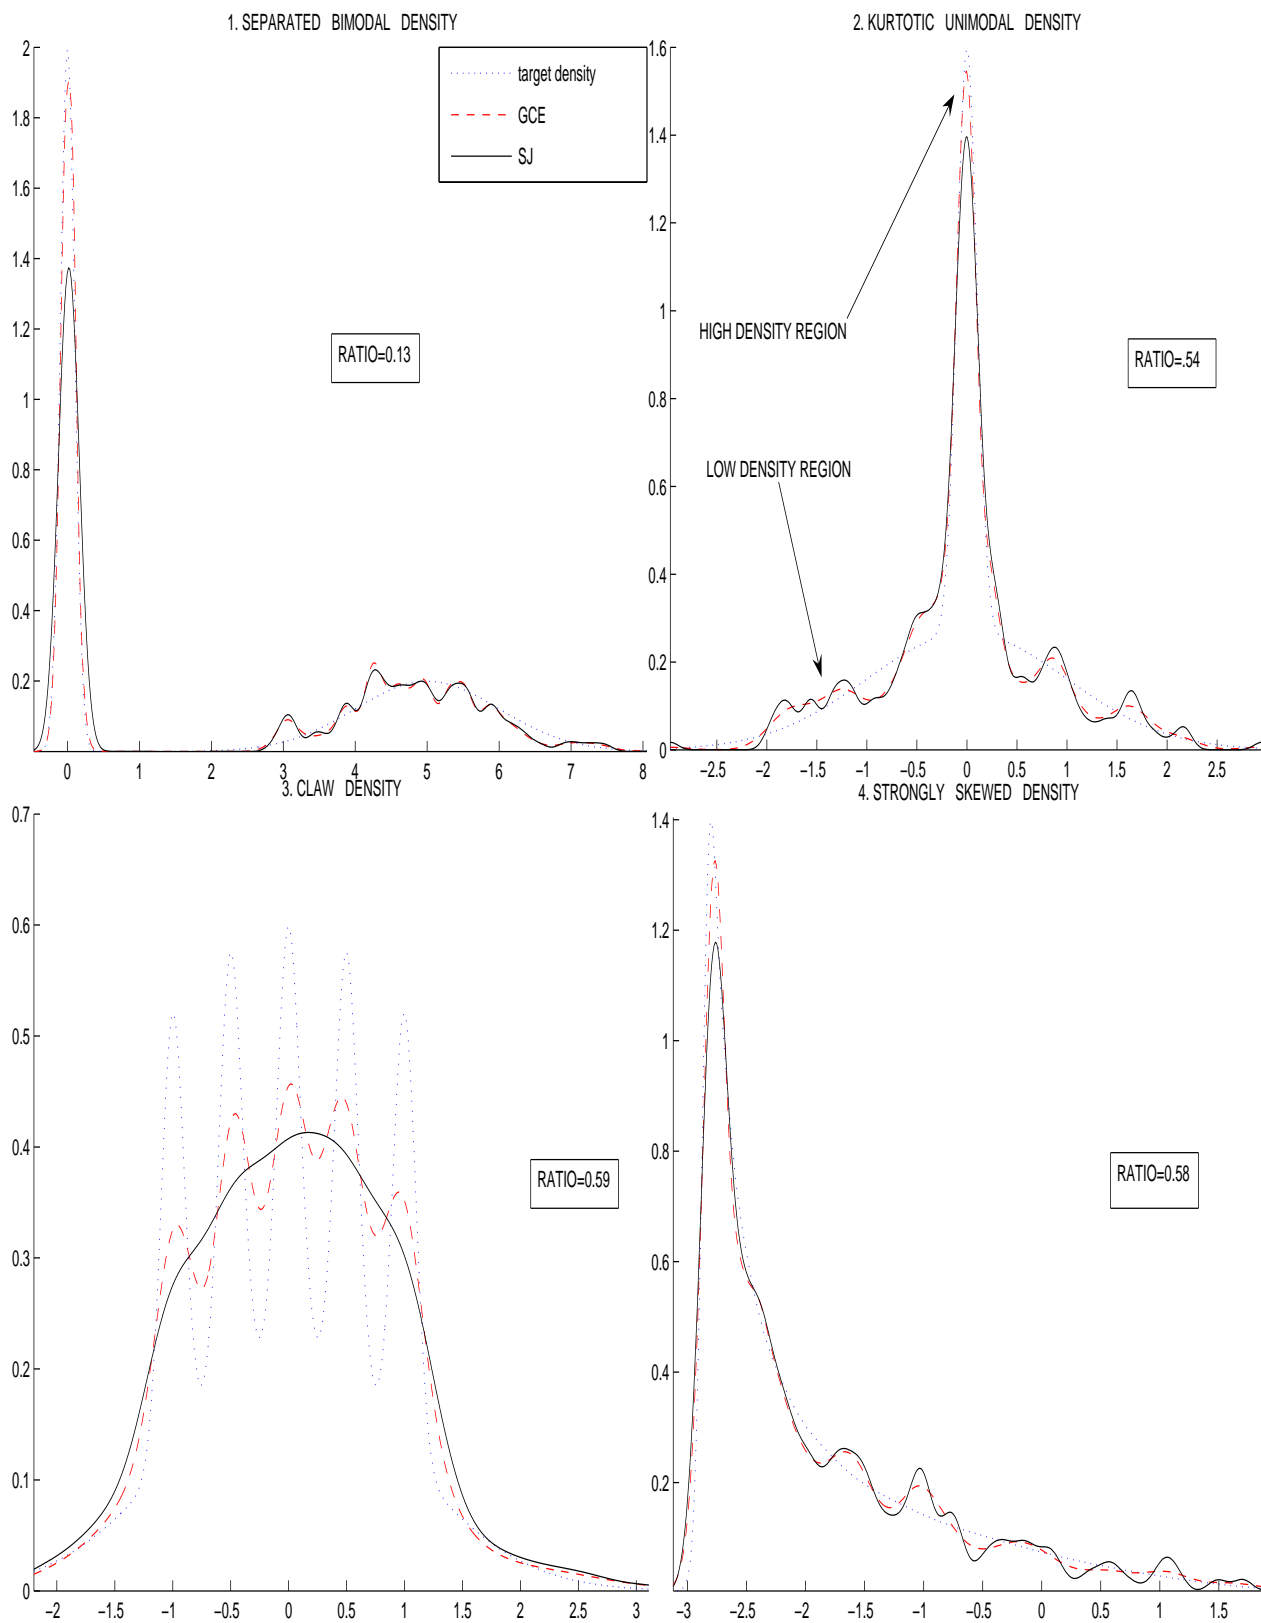 1. SEPARATED BIMODAL DENSITY
2
1.8
1.6
1.4
1.2
1
0.8
0.6
0.4
0.2
0 1 2 3 4 5 6 7 8
target density
GCE
SJ
RATIO=0.13
2. KURTOTIC UNIMODAL DENSITY
1.6
1.4
1.2
1
0.8
0.6
0.4
0.2
0
−2.5 −2 −1.5 −1 −0.5 0 0.5 1 1.5 2 2.5
HIGH DENSITY REGION
RATIO=.54
LOW DENSITY REGION
3. CLAW DENSITY
0.7
0.6
0.5
0.4
0.3
0.2
0.1
0
−2 −1.5 −1 −0.5 0 0.5 1 1.5 2 2.5 3
RATIO=0.59
4. STRONGLY SKEWED DENSITY
1.4
1.2
1
0.8
0.6
0.4
0.2
−3 −2.5 −2 −1.5 −1 −0.5 0 0.5 1 1.5
RATIO=0.58